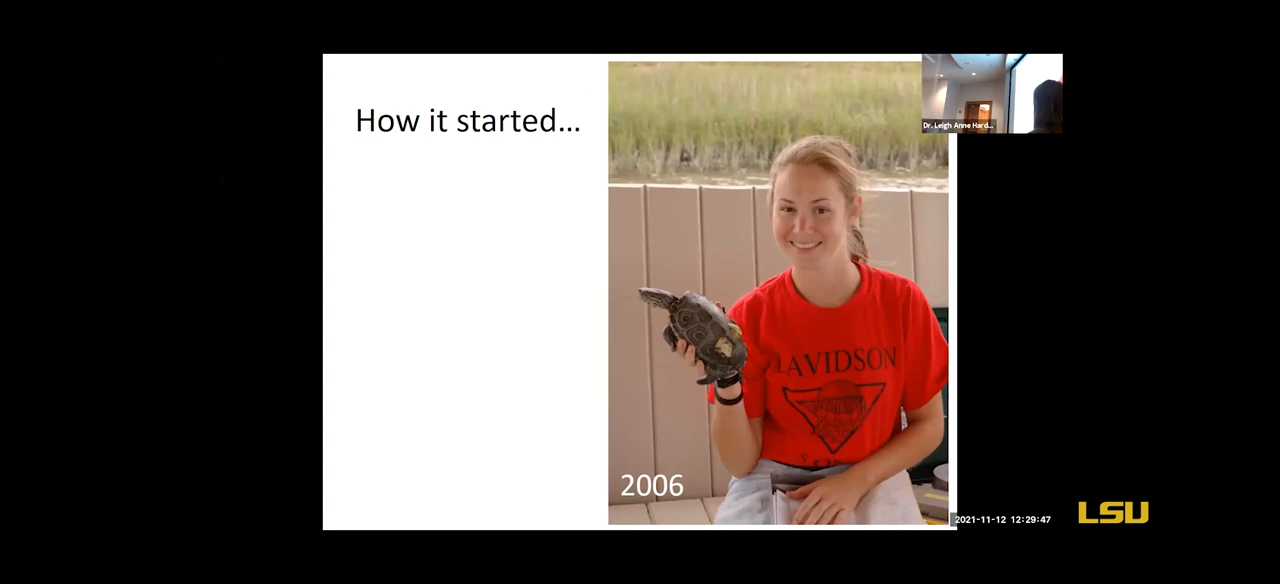 How it started...
Dr. Leigh Anne Hard...
DAVIDSON
2006
2021-11-12 12:29:47
LSU